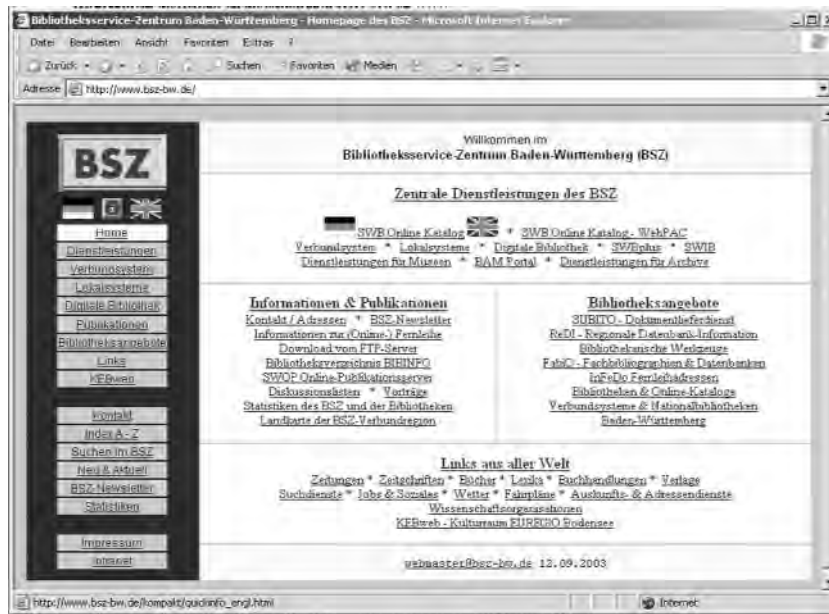 Bibliotheksservice-Zentrum Baden-Württemberg - Homepage des BSZ - Microsoft Internet Explorer
Datei Bearbeiten Ansicht Favoriten Extras ?
Zurück Suchen Favoriten Medien
Adresse http://www.bsz-bw.de/
BSZ
Home
Dienstleistungen
Verbundsystem
Lokalsysteme
Digitale Bibliothek
Publikationen
Bibliotheksangebote
Links
KEBweb
Kontakt
Index A - Z
Suchen im BSZ
Neu & Aktuell
BSZ-Newsletter
Statistiken
Impressum
Intranet
Willkommen im
Bibliotheksservice-Zentrum Baden-Württemberg (BSZ)
Zentrale Dienstleistungen des BSZ
SWB Online Katalog * SWB Online Katalog - WebPAC
Verbundsystem * Lokalsysteme * Digitale Bibliothek * SWBplus * SWIB
Dienstleistungen für Museen * BAM Portal * Dienstleistungen für Archive
Informationen & Publikationen
Kontakt / Adressen * BSZ-Newsletter
Informationen zur (Online-) Fernleihe
Download vom FTP-Server
Bibliotheksverzeichnis BIBINFO
SWOP Online-Publikationsserver
Diskussionslisten * Vorträge
Statistiken des BSZ und der Bibliotheken
Landkarte der BSZ-Verbundregion
Bibliotheksangebote
SUBITO - Dokumentlieferdienst
ReDI - Regionale Datenbank-Information
Bibliothekarische Werkzeuge
FabiO - Fachbibliographien & Datenbanken
InFeDo Fernleihadressen
Bibliotheken & Online-Kataloge
Verbundsysteme & Nationalbibliotheken
Baden-Württemberg
Links aus aller Welt
Zeitungen * Zeitschriften * Bücher * Lexika * Buchhandlungen * Verlage
Suchdienste * Jobs & Soziales * Wetter * Fahrpläne * Auskunfts- & Adressendienste
Wissenschaftsorganisationen
KEBweb - Kulturraum EUREGIO Bodensee
webmaster@bsz-bw.de 12.09.2003
http://www.bsz-bw.de/kompakt/quickinfo_engl.html Internet